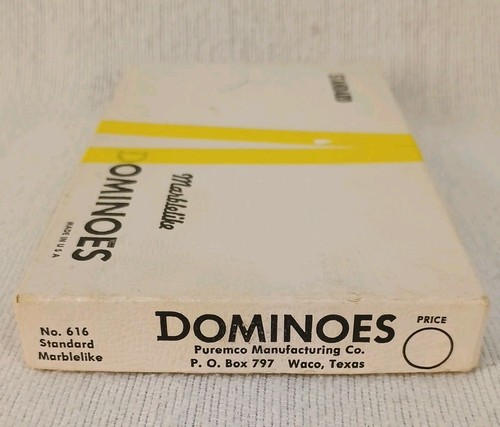 STANDARD
Marblelike
DOMINOES
MADE IN U S A
No. 616
Standard
Marblelike
DOMINOES
Puremco Manufacturing Co.
P. O. Box 797 Waco, Texas
PRICE